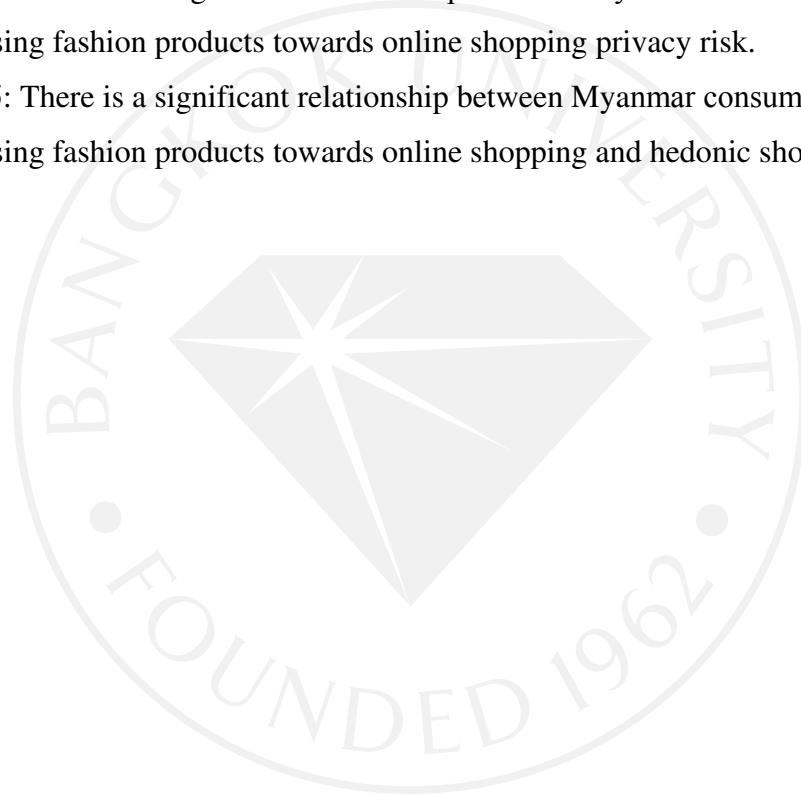 sing fashion products towards online shopping privacy risk.
: There is a significant relationship between Myanmar consum
sing fashion products towards online shopping and hedonic sho
BANGKOK UNIVERSITY
• FOUNDED 1962 •